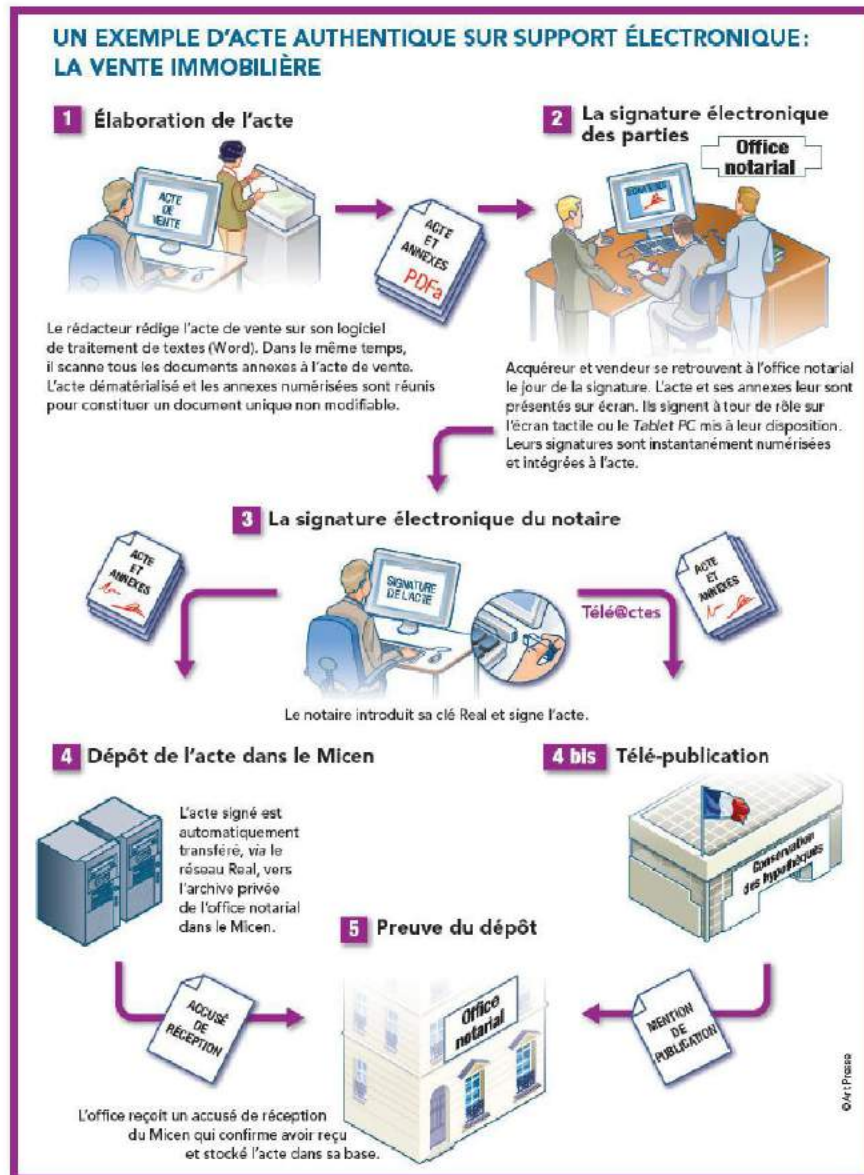 UN EXEMPLE D'ACTE AUTHENTIQUE SUR SUPPORT ÉLECTRONIQUE :
LA VENTE IMMOBILIÈRE
1 Élaboration de l'acte
ACTE
DE
VENTE
ACTE
ET
ANNEXES
PDFa
Le rédacteur rédige l'acte de vente sur son logiciel
de traitement de textes (Word). Dans le même temps,
il scanne tous les documents annexes à l'acte de vente.
L'acte dématérialisé et les annexes numérisées sont réunis
pour constituer un document unique non modifiable.
2 La signature électronique
des parties
Office
notarial
Acquéreur et vendeur se retrouvent à l'office notarial
le jour de la signature. L'acte et ses annexes leur sont
présentés sur écran. Ils signent à tour de rôle sur
l'écran tactile ou le Tablet PC mis à leur disposition.
Leurs signatures sont instantanément numérisées
et intégrées à l'acte.
3 La signature électronique du notaire
ACTE
ET
ANNEXES
SIGNATURE
DE L'ACTE
Télé@ctes
ACTE
ET
ANNEXES
Le notaire introduit sa clé Real et signe l'acte.
4 Dépôt de l'acte dans le Micen
L'acte signé est
automatiquement
transféré, via le
réseau Real, vers
l'archive privée
de l'office notarial
dans le Micen.
4 bis Télé-publication
Conservation
des hypothèques
5 Preuve du dépôt
ACCUSÉ
DE
RÉCEPTION
Office
notarial
MENTION
DE
PUBLICATION
L'office reçoit un accusé de réception
du Micen qui confirme avoir reçu
et stocké l'acte dans sa base.
© Art Presse